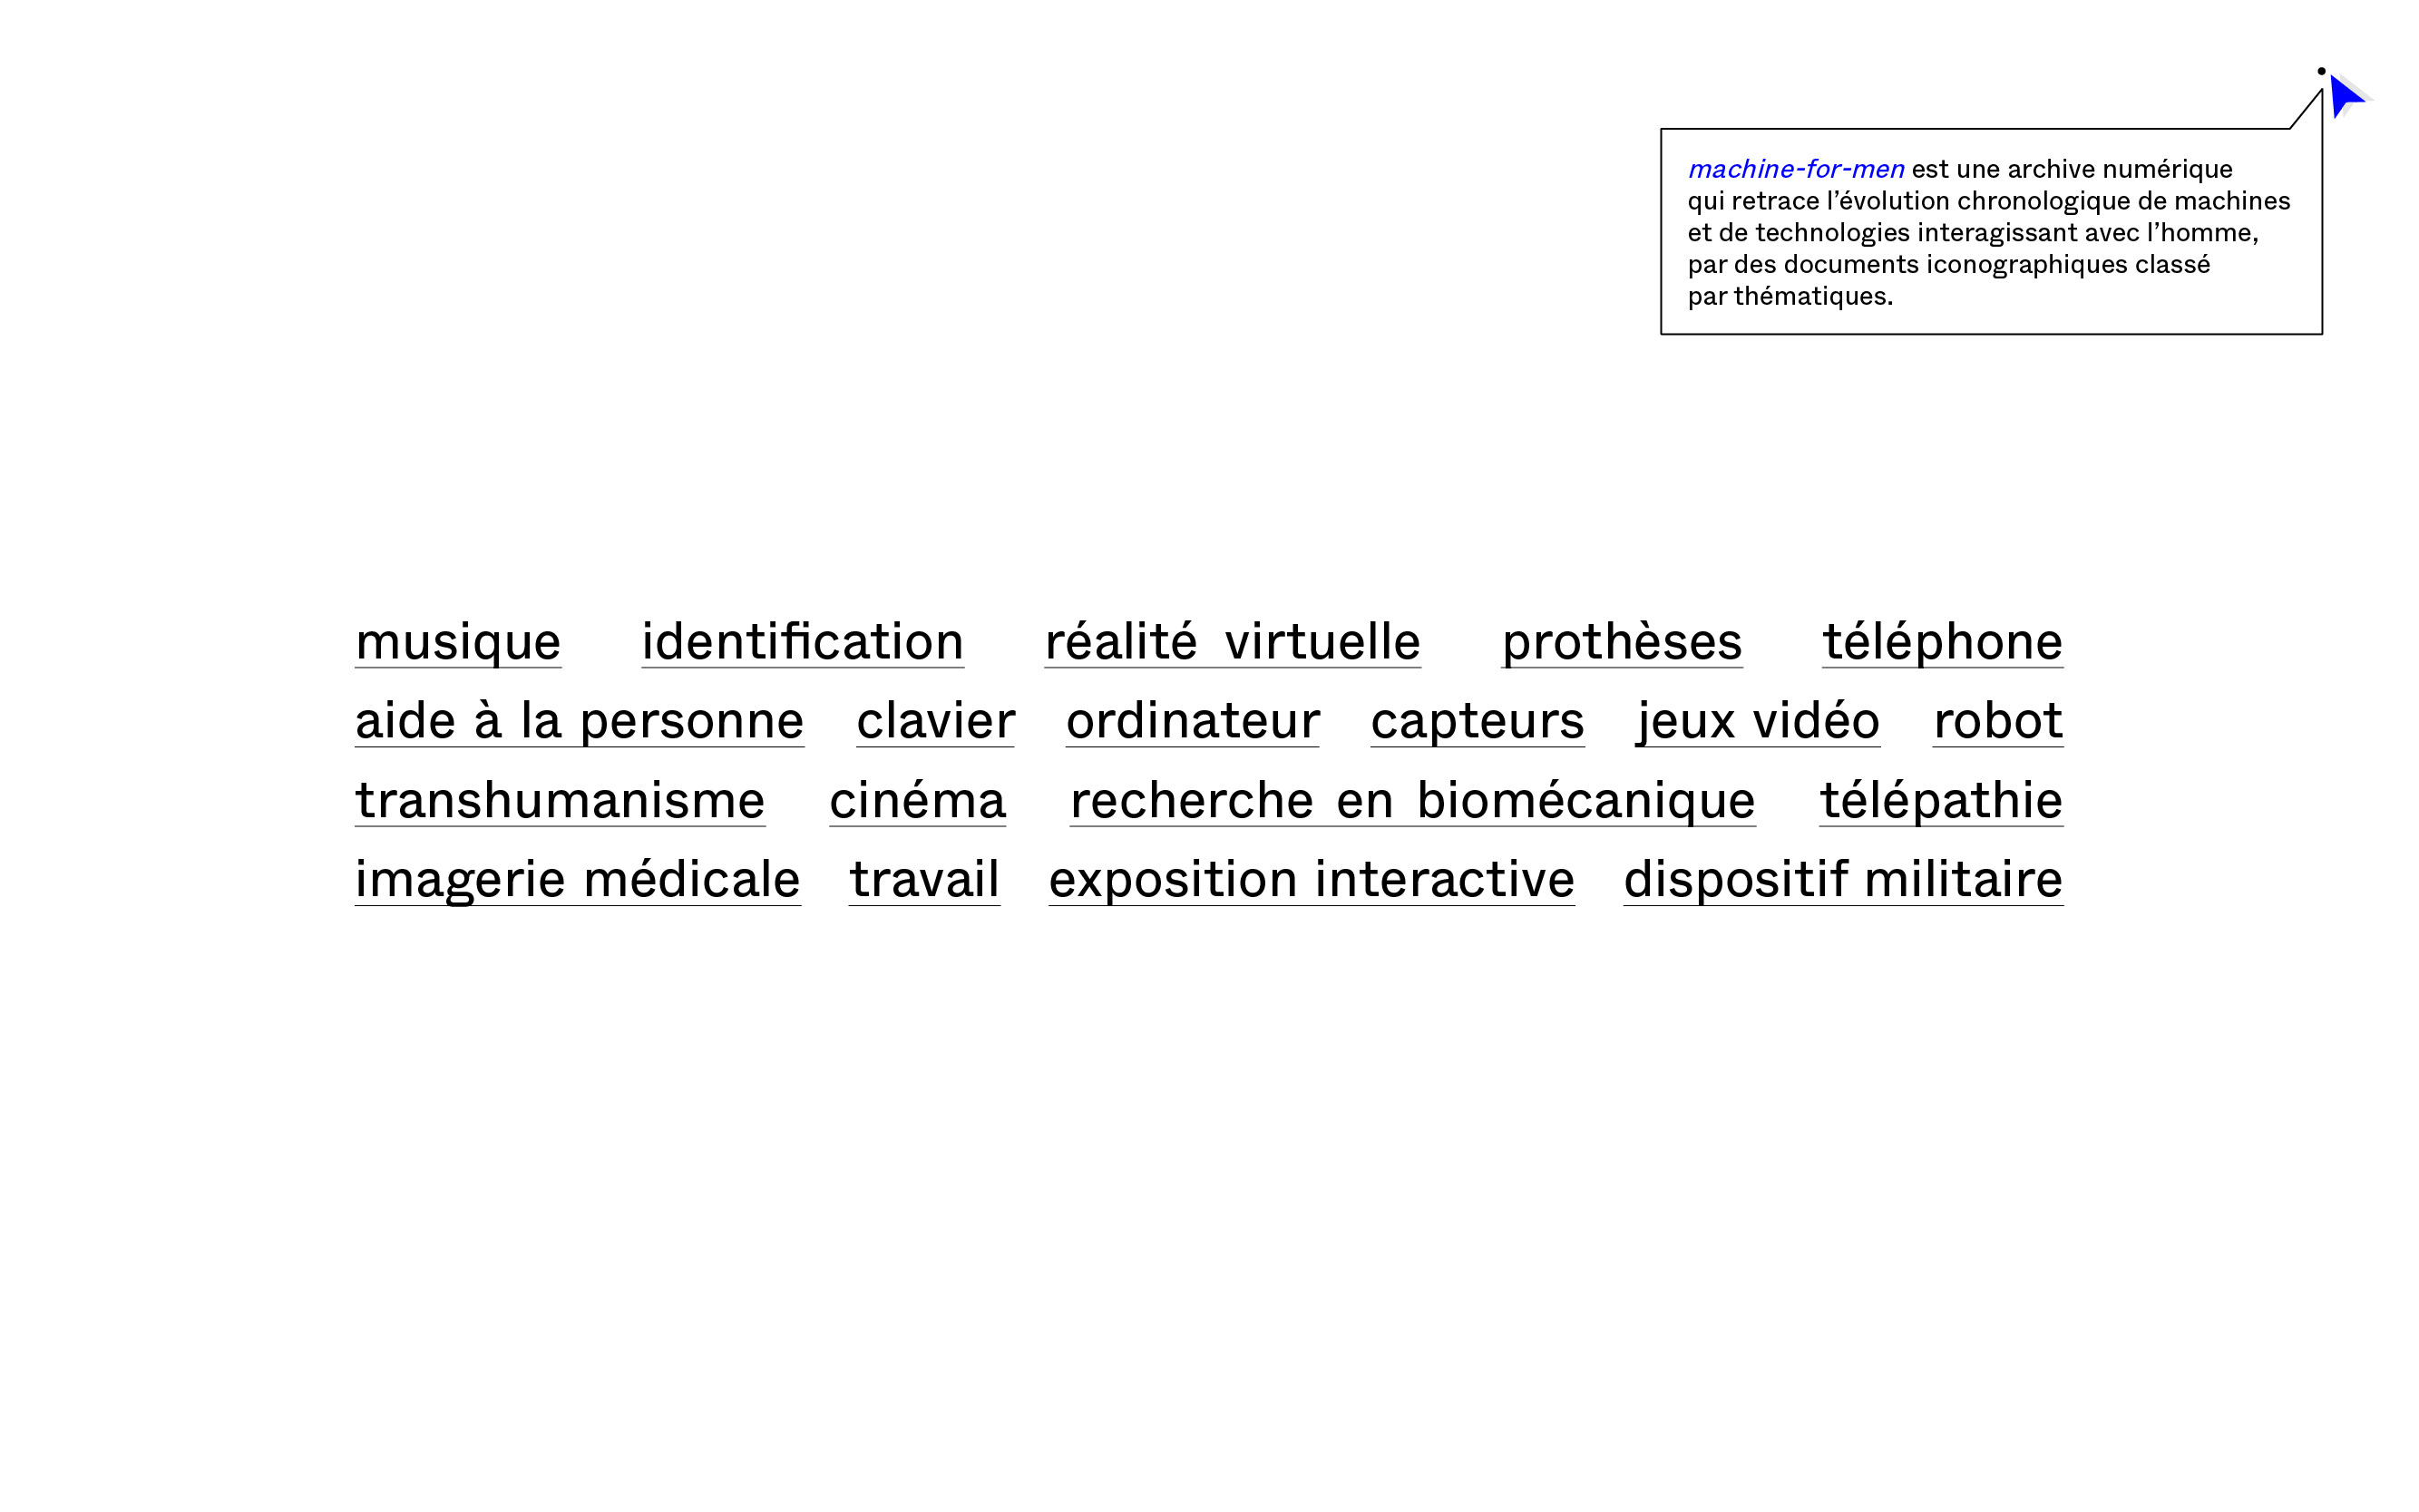 machine-for-men est une archive numérique
qui retrace l’évolution chronologique de machines
et de technologies interagissant avec l’homme,
par des documents iconographiques classé
par thématiques.
musique identification réalité virtuelle prothèses téléphone
aide à la personne clavier ordinateur capteurs jeux vidéo robot
transhumanisme cinéma recherche en biomécanique télépathie
imagerie médicale travail exposition interactive dispositif militaire